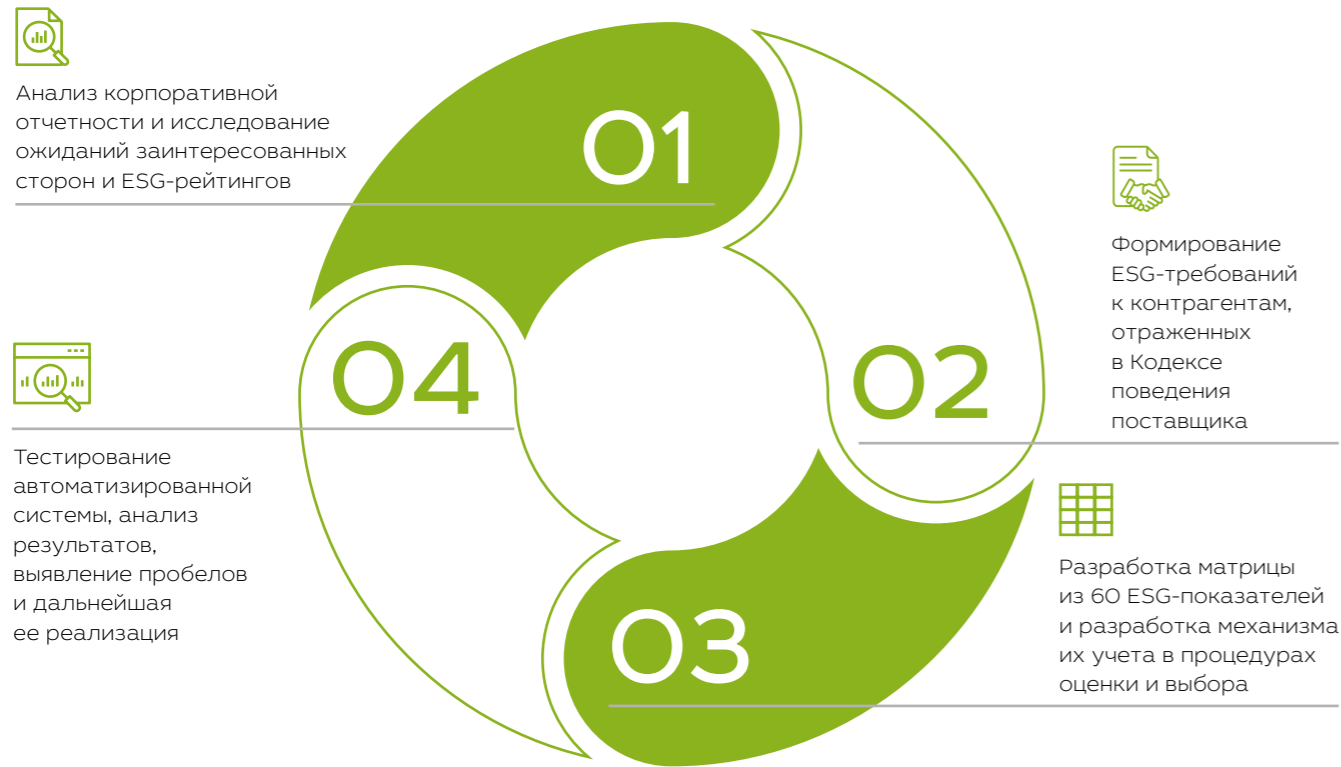 01
Анализ корпоративной
отчетности и исследование
ожиданий заинтересованных
сторон и ESG-рейтингов
02
Формирование
ESG-требований
к контрагентам,
отраженных
в Кодексе
поведения
поставщика
03
Разработка матрицы
из 60 ESG-показателей
и разработка механизма
их учета в процедурах
оценки и выбора
04
Тестирование
автоматизированной
системы, анализ
результатов,
выявление пробелов
и дальнейшая
ее реализация